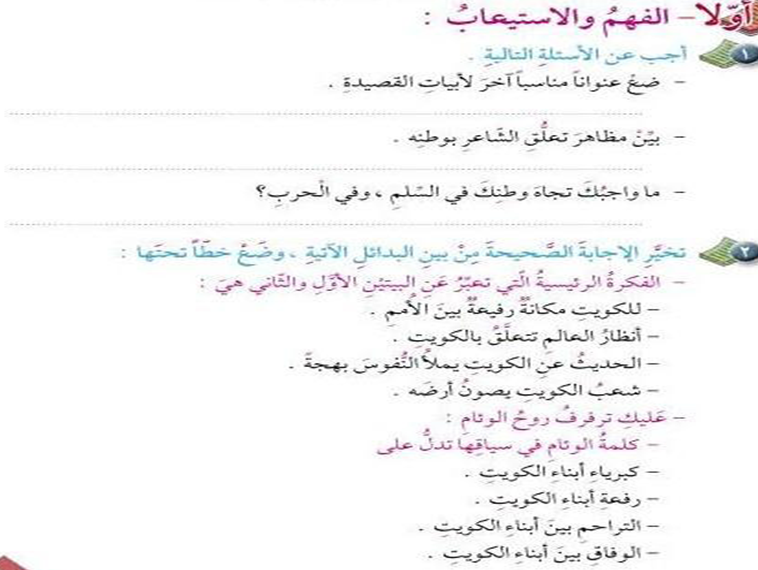 أوّلا – الفهمُ والاستيعابُ :
١ أجب عن الأسئلةِ التاليةِ .
– ضعْ عنواناً مناسباً آخرَ لأبياتِ القصيدةِ .
– بيّنْ مظاهرَ تعلُّقِ الشّاعرِ بوطنِه .
– ما واجبُكَ تجاهَ وطنِكَ في السّلمِ ، وفي الْحربِ؟
٢ تخيَّرِ الإجابةَ الصَّحيحةَ مِنْ بينِ البدائلِ الآتيةِ ، وضَعْ خطّاً تحتَها :
– الفكرةُ الرئيسيةُ الّتي تعبّرُ عَنِ البيتيْنِ الأوَّلِ والثّاني هيَ :
– للكويتِ مكانةٌ رفيعةٌ بينَ الأُممِ .
– أنظارُ العالمِ تتعلَّقُ بالكويتِ .
– الحديثُ عنِ الكويتِ يملأُ النُّفوسَ بهجةً .
– شعبُ الكويتِ يصونُ أرضَه .
– عَليكِ ترفرفُ روحُ الوئامِ :
– كلمةُ الوئامِ في سياقِها تدلُّ على
– كبرياءِ أبناءِ الكويتِ .
– رفعةِ أبناءِ الكويتِ .
– التراحمِ بينَ أبناءِ الكويتِ .
– الوفاقِ بينَ أبناءِ الكويتِ .